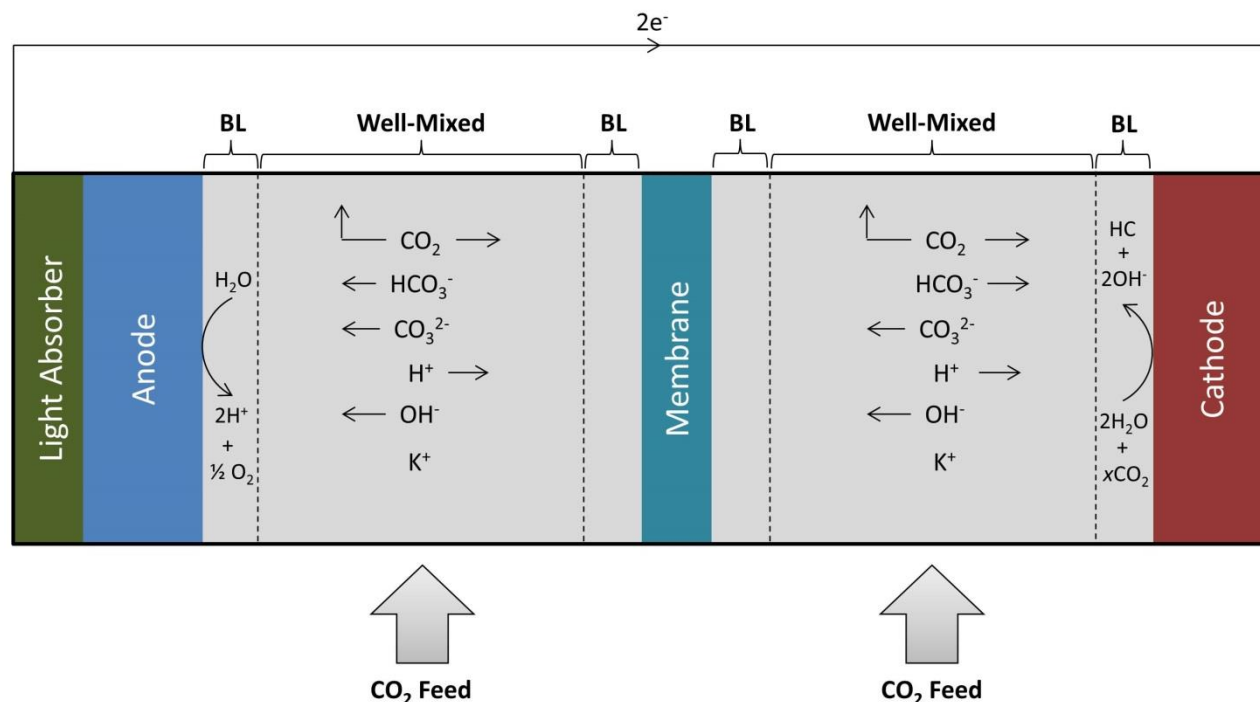 2e⁻
BL Well-Mixed BL BL Well-Mixed BL
Light Absorber
Anode
H₂O
2H⁺
+
½ O₂
CO₂
HCO₃⁻
CO₃²⁻
H⁺
OH⁻
K⁺
Membrane
CO₂
HCO₃⁻
CO₃²⁻
H⁺
OH⁻
K⁺
HC
+
2OH⁻
2H₂O
+
xCO₂
Cathode
CO₂ Feed CO₂ Feed